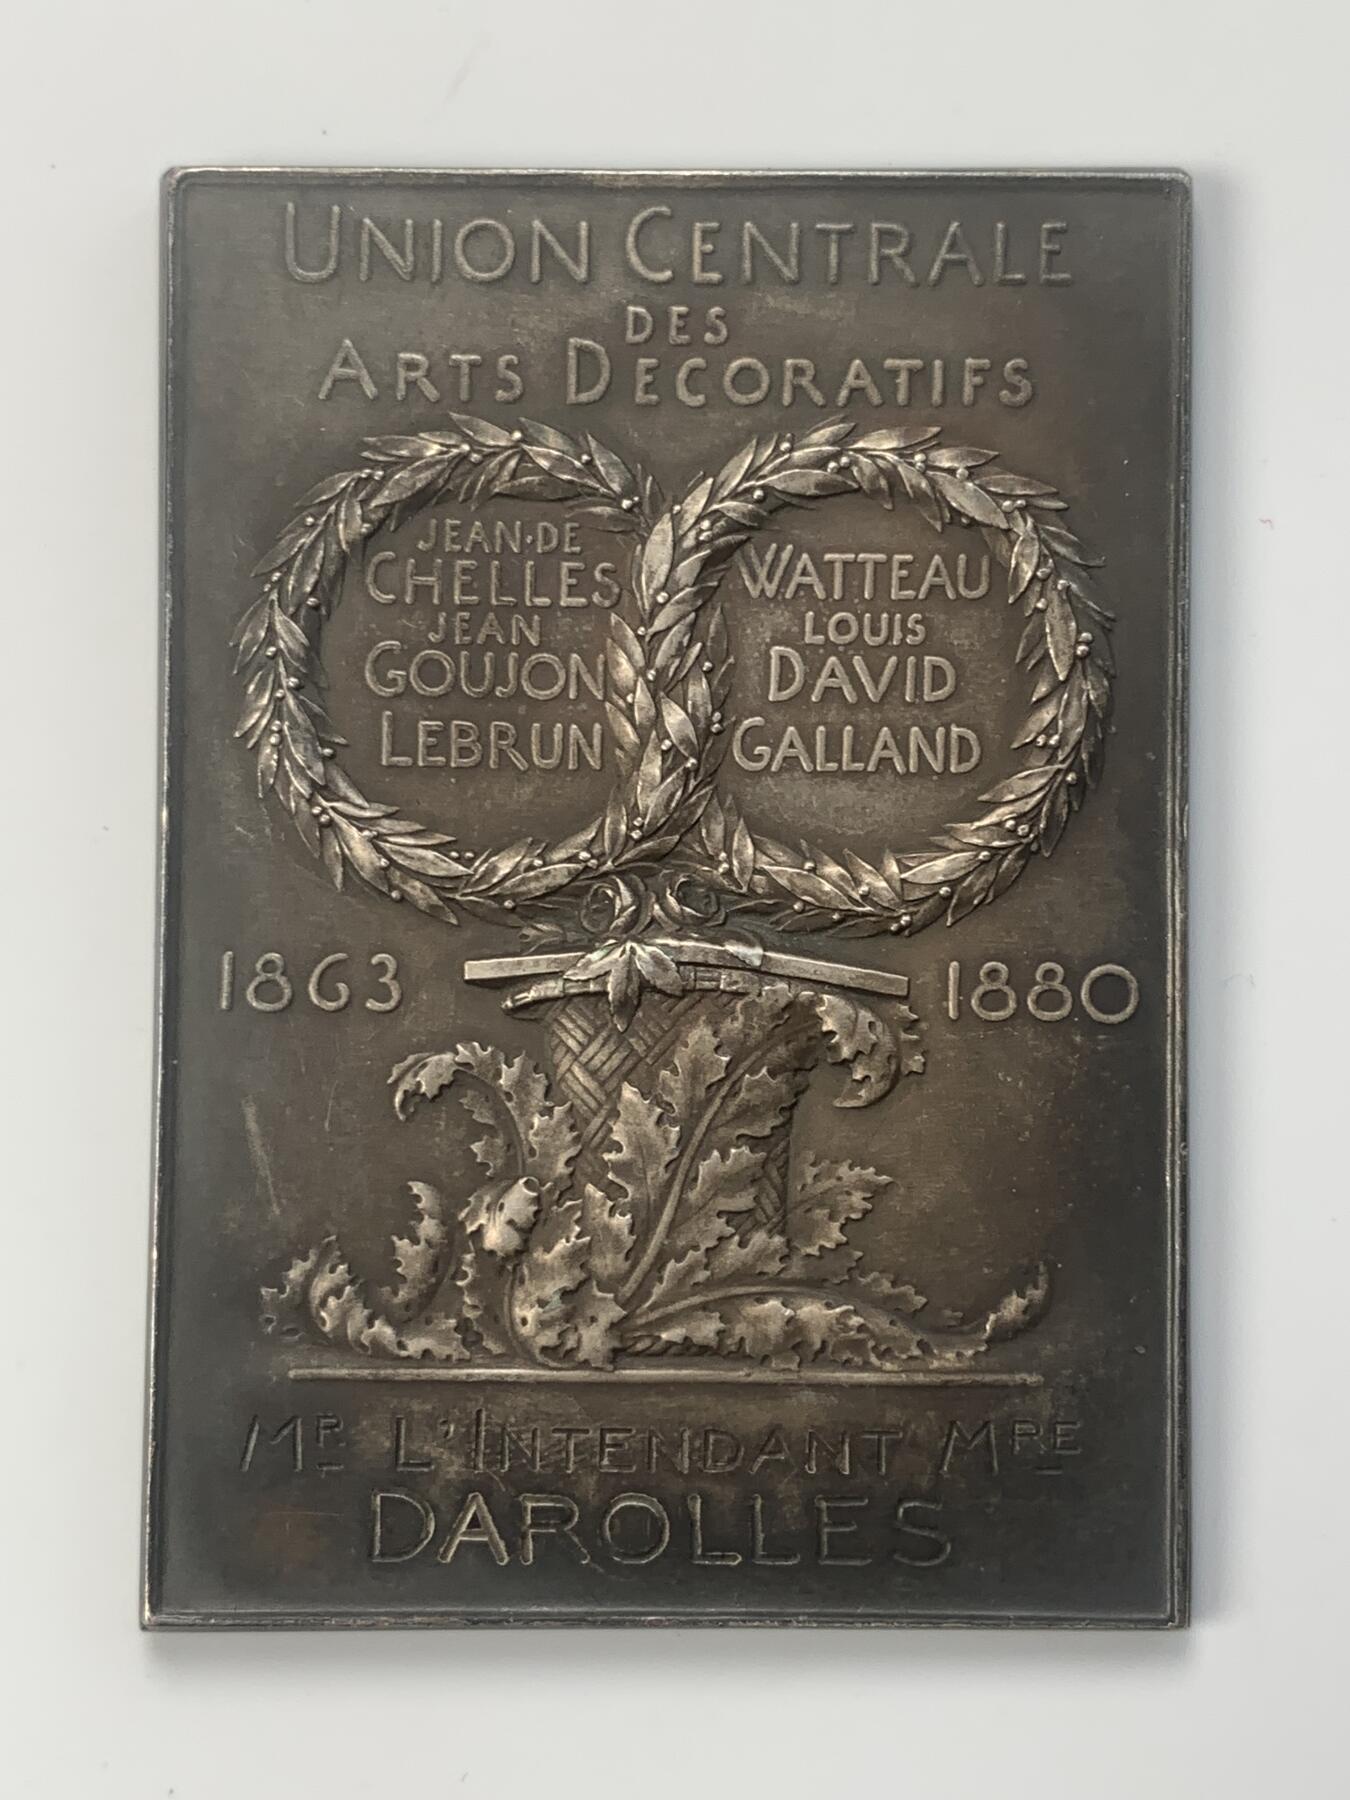 UNION CENTRALE
DES
ARTS DECORATIFS
JEAN·DE
CHELLES
JEAN
GOUJON
LEBRUN
WATTEAU
LOUIS
DAVID
GALLAND
1863
1880
MR L'INTENDANT MRE
DAROLLES